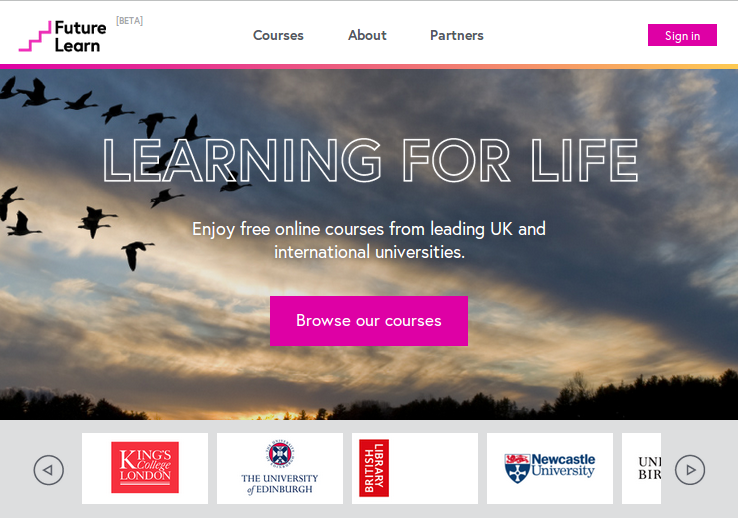 Future
Learn
[BETA]
Courses
About
Partners
Sign in
LEARNING FOR LIFE
Enjoy free online courses from leading UK and
international universities.
Browse our courses
KING'S
College
LONDON
THE UNIVERSITY
of EDINBURGH
BRITISH
LIBRARY
Newcastle
University
UNI
BIR